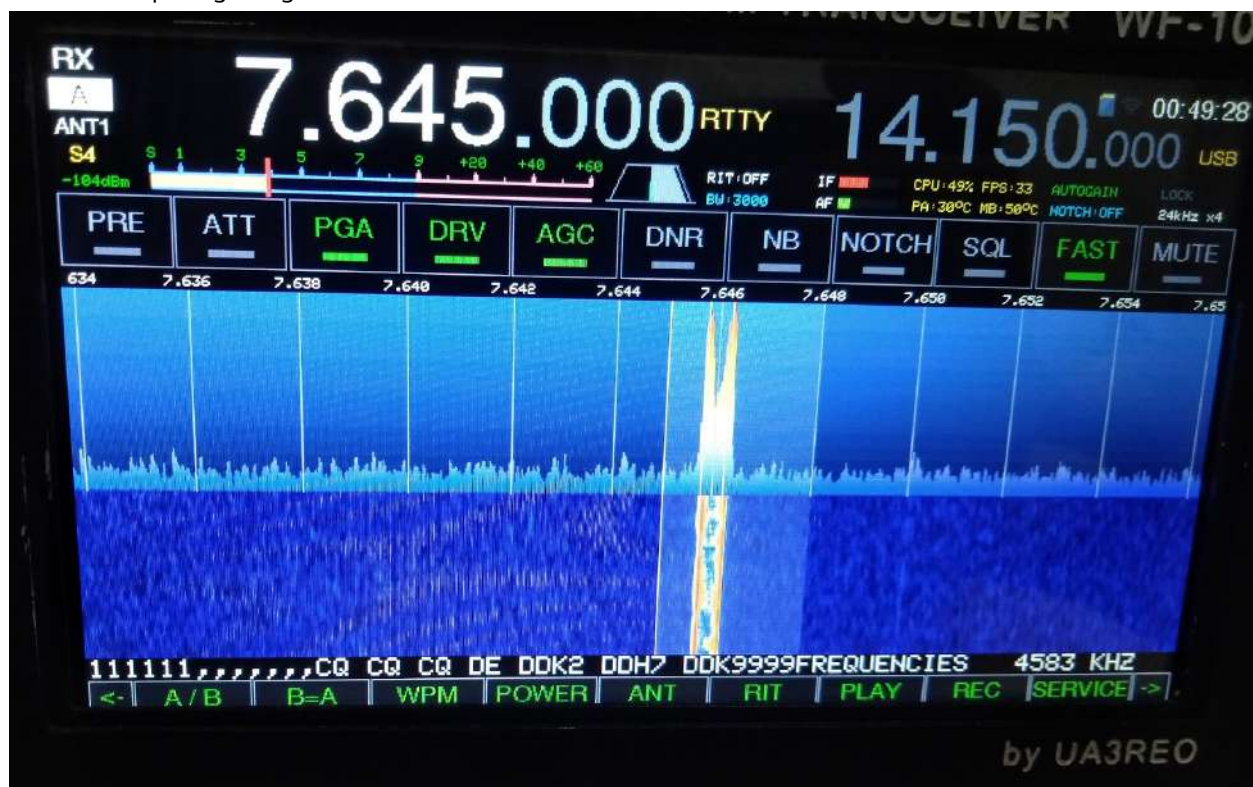 TRANSCEIVER WF-10
RX
A
ANT1
7.645.000 RTTY
14.150.000 USB
00:49:28
S4
-104dBm
S 1 3 5 7 9 +20 +40 +60
RIT:OFF
BW:3000
IF
AF
CPU:49% FPS:33
PA:30°C MB:50°C
AUTOGAIN
NOTCH:OFF
LOCK
24kHz x4
PRE ATT PGA DRV AGC DNR NB NOTCH SQL FAST MUTE
634 7.636 7.638 7.640 7.642 7.644 7.646 7.648 7.650 7.652 7.654 7.65
111111,,,,,,,CQ CQ CQ DE DDK2 DDH7 DDK9999FREQUENCIES 4583 KHZ
<- A/B B=A WPM POWER ANT RIT PLAY REC SERVICE ->
by UA3REO